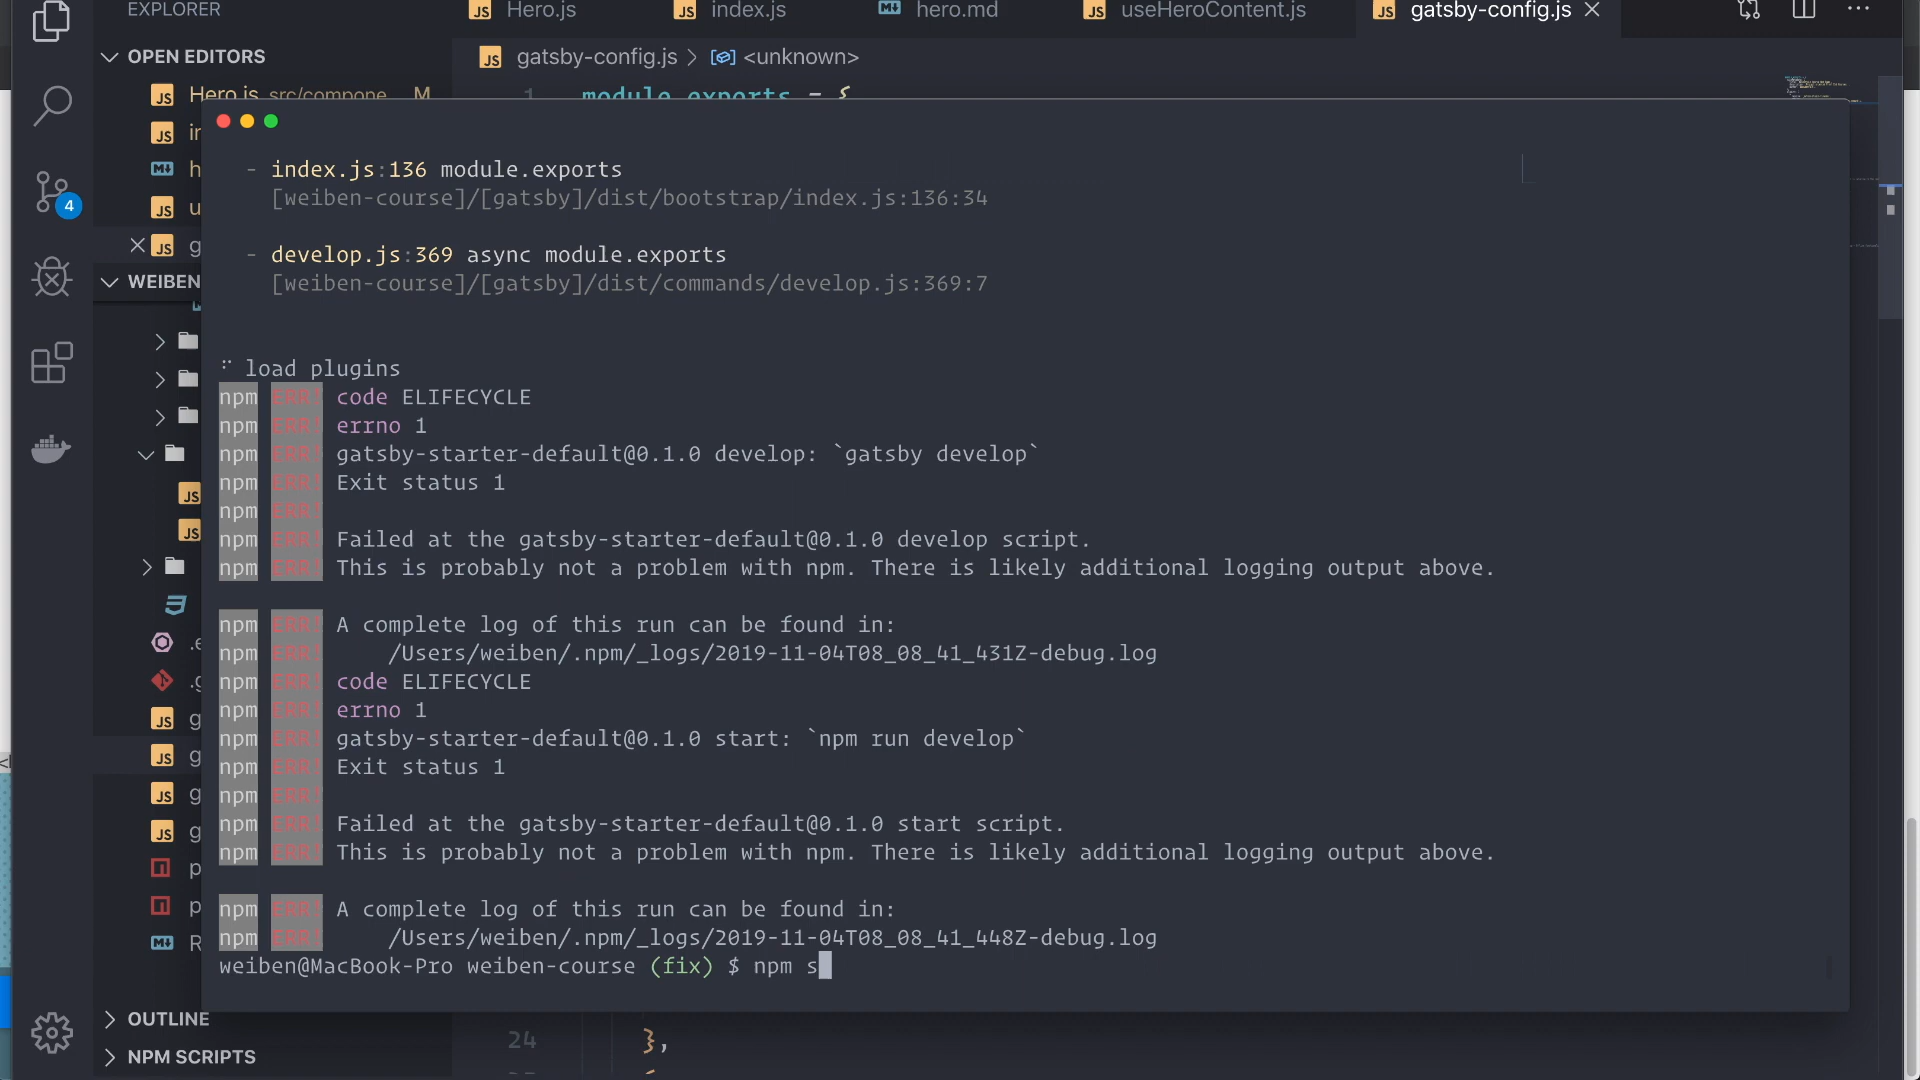 EXPLORER
Hero.js
index.js
hero.md
useHeroContent.js
gatsby-config.js
OPEN EDITORS
gatsby-config.js > <unknown>
Hero.js src/compone... M
1 module.exports = {
4
WEIBEN
- index.js:136 module.exports
[weiben-course]/[gatsby]/dist/bootstrap/index.js:136:34
- develop.js:369 async module.exports
[weiben-course]/[gatsby]/dist/commands/develop.js:369:7
load plugins
npm ERR! code ELIFECYCLE
npm ERR! errno 1
npm ERR! gatsby-starter-default@0.1.0 develop: `gatsby develop`
npm ERR! Exit status 1
npm ERR!
npm ERR! Failed at the gatsby-starter-default@0.1.0 develop script.
npm ERR! This is probably not a problem with npm. There is likely additional logging output above.
npm ERR! A complete log of this run can be found in:
npm ERR!     /Users/weiben/.npm/_logs/2019-11-04T08_08_41_431Z-debug.log
npm ERR! code ELIFECYCLE
npm ERR! errno 1
npm ERR! gatsby-starter-default@0.1.0 start: `npm run develop`
npm ERR! Exit status 1
npm ERR!
npm ERR! Failed at the gatsby-starter-default@0.1.0 start script.
npm ERR! This is probably not a problem with npm. There is likely additional logging output above.
npm ERR! A complete log of this run can be found in:
npm ERR!     /Users/weiben/.npm/_logs/2019-11-04T08_08_41_448Z-debug.log
weiben@MacBook-Pro weiben-course (fix) $ npm s
OUTLINE
24 },
NPM SCRIPTS